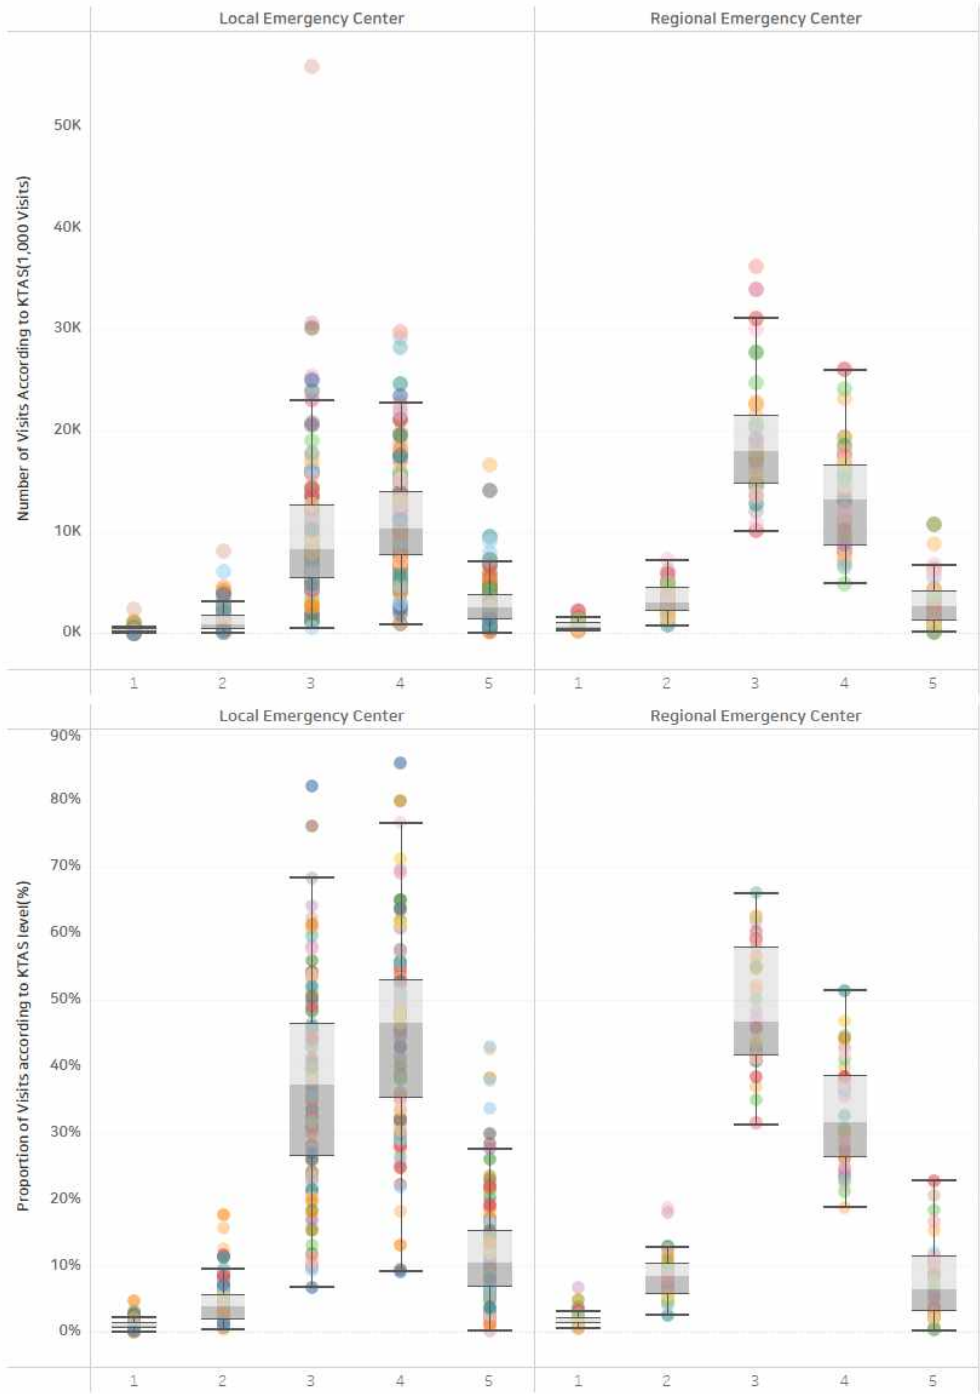 Local Emergency Center
Regional Emergency Center
Number of Visits According to KTAS(1,000 Visits)
50K
40K
30K
20K
10K
0K
1 2 3 4 5 1 2 3 4 5
Local Emergency Center
Regional Emergency Center
Proportion of Visits according to KTAS level(%)
90%
80%
70%
60%
50%
40%
30%
20%
10%
0%
1 2 3 4 5 1 2 3 4 5